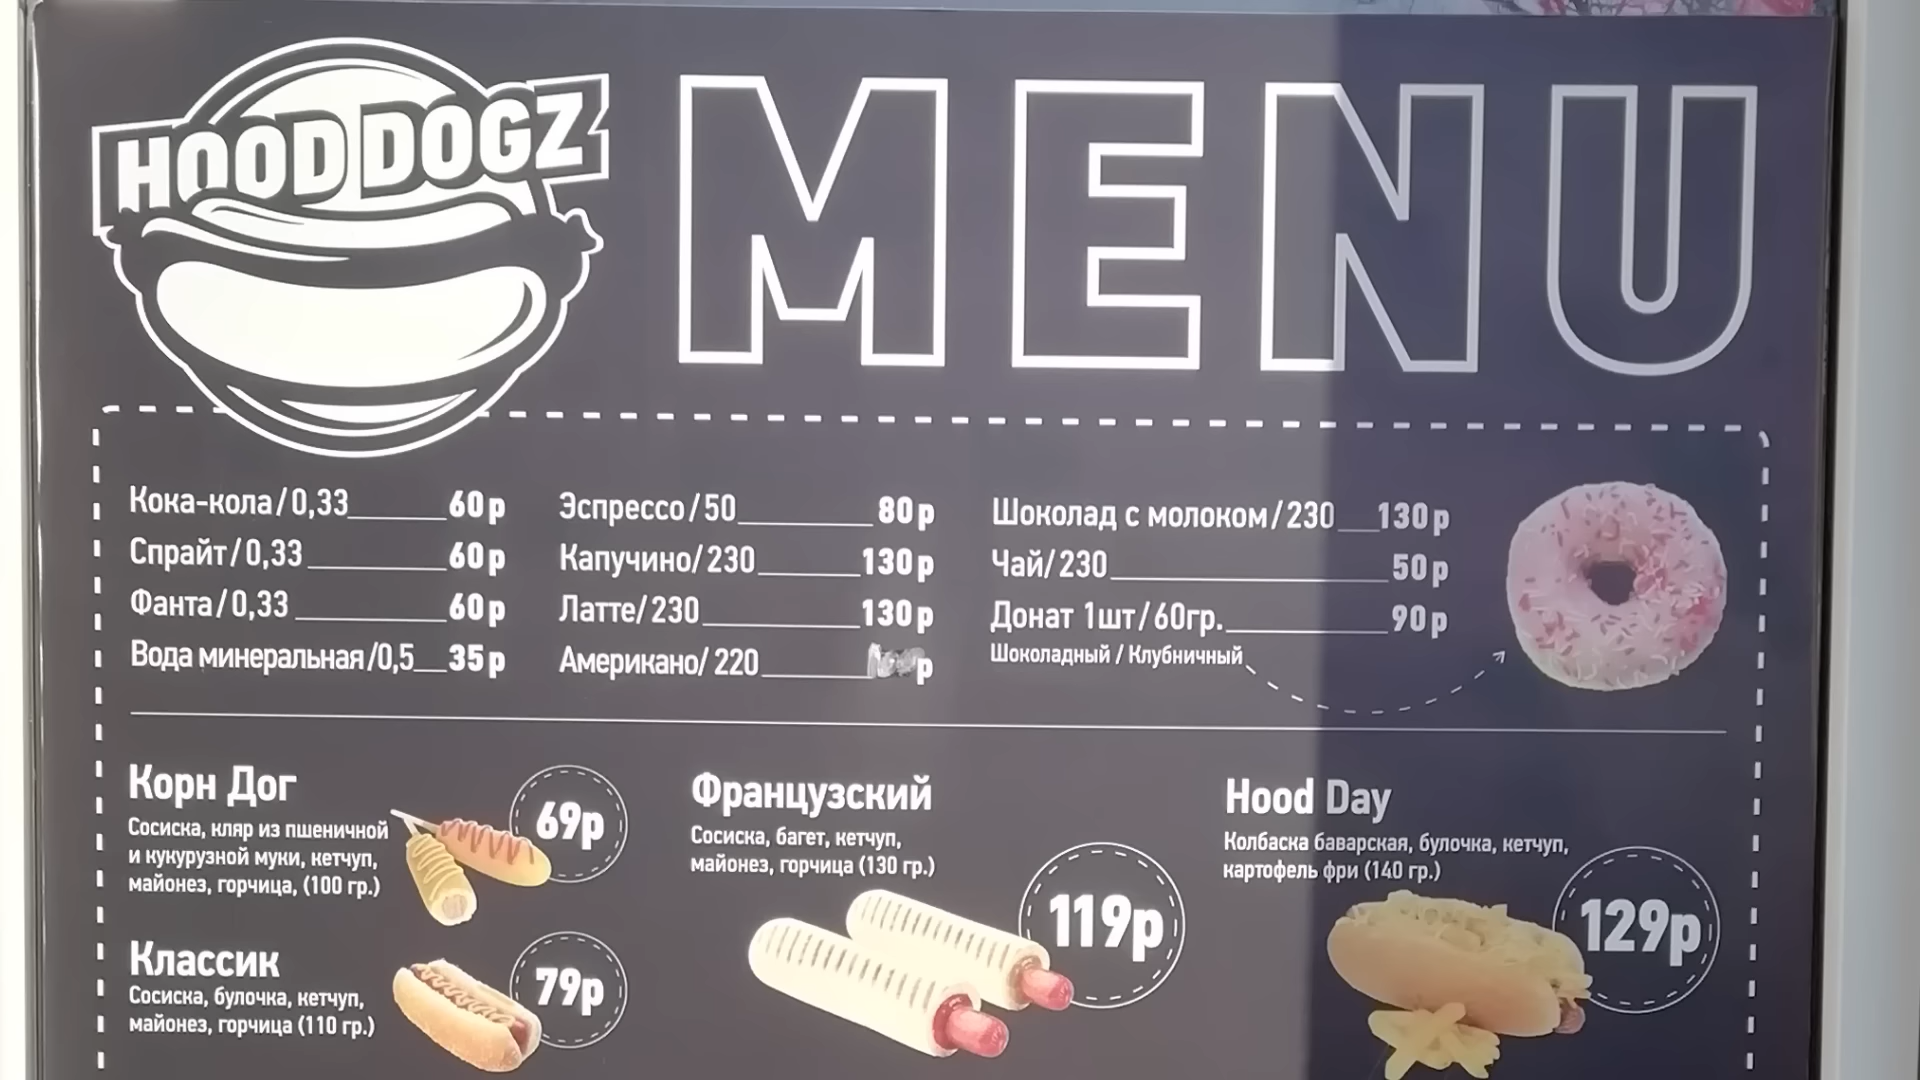 HOOD DOGZ
MENU
Кока-кола/0,33 60р
Спрайт/0,33 60р
Фанта/0,33 60р
Вода минеральная/0,5 35р
Эспрессо/50 80р
Капучино/230 130р
Латте/230 130р
Американо/220 р
Шоколад с молоком/230 130р
Чай/230 50р
Донат 1шт/60гр. 90р
Шоколадный / Клубничный
Корн Дог
Сосиска, кляр из пшеничной
и кукурузной муки, кетчуп,
майонез, горчица, (100 гр.)
69р
Классик
Сосиска, булочка, кетчуп,
майонез, горчица (110 гр.)
79р
Французский
Сосиска, багет, кетчуп,
майонез, горчица (130 гр.)
119р
Hood Day
Колбаска баварская, булочка, кетчуп,
картофель фри (140 гр.)
129р